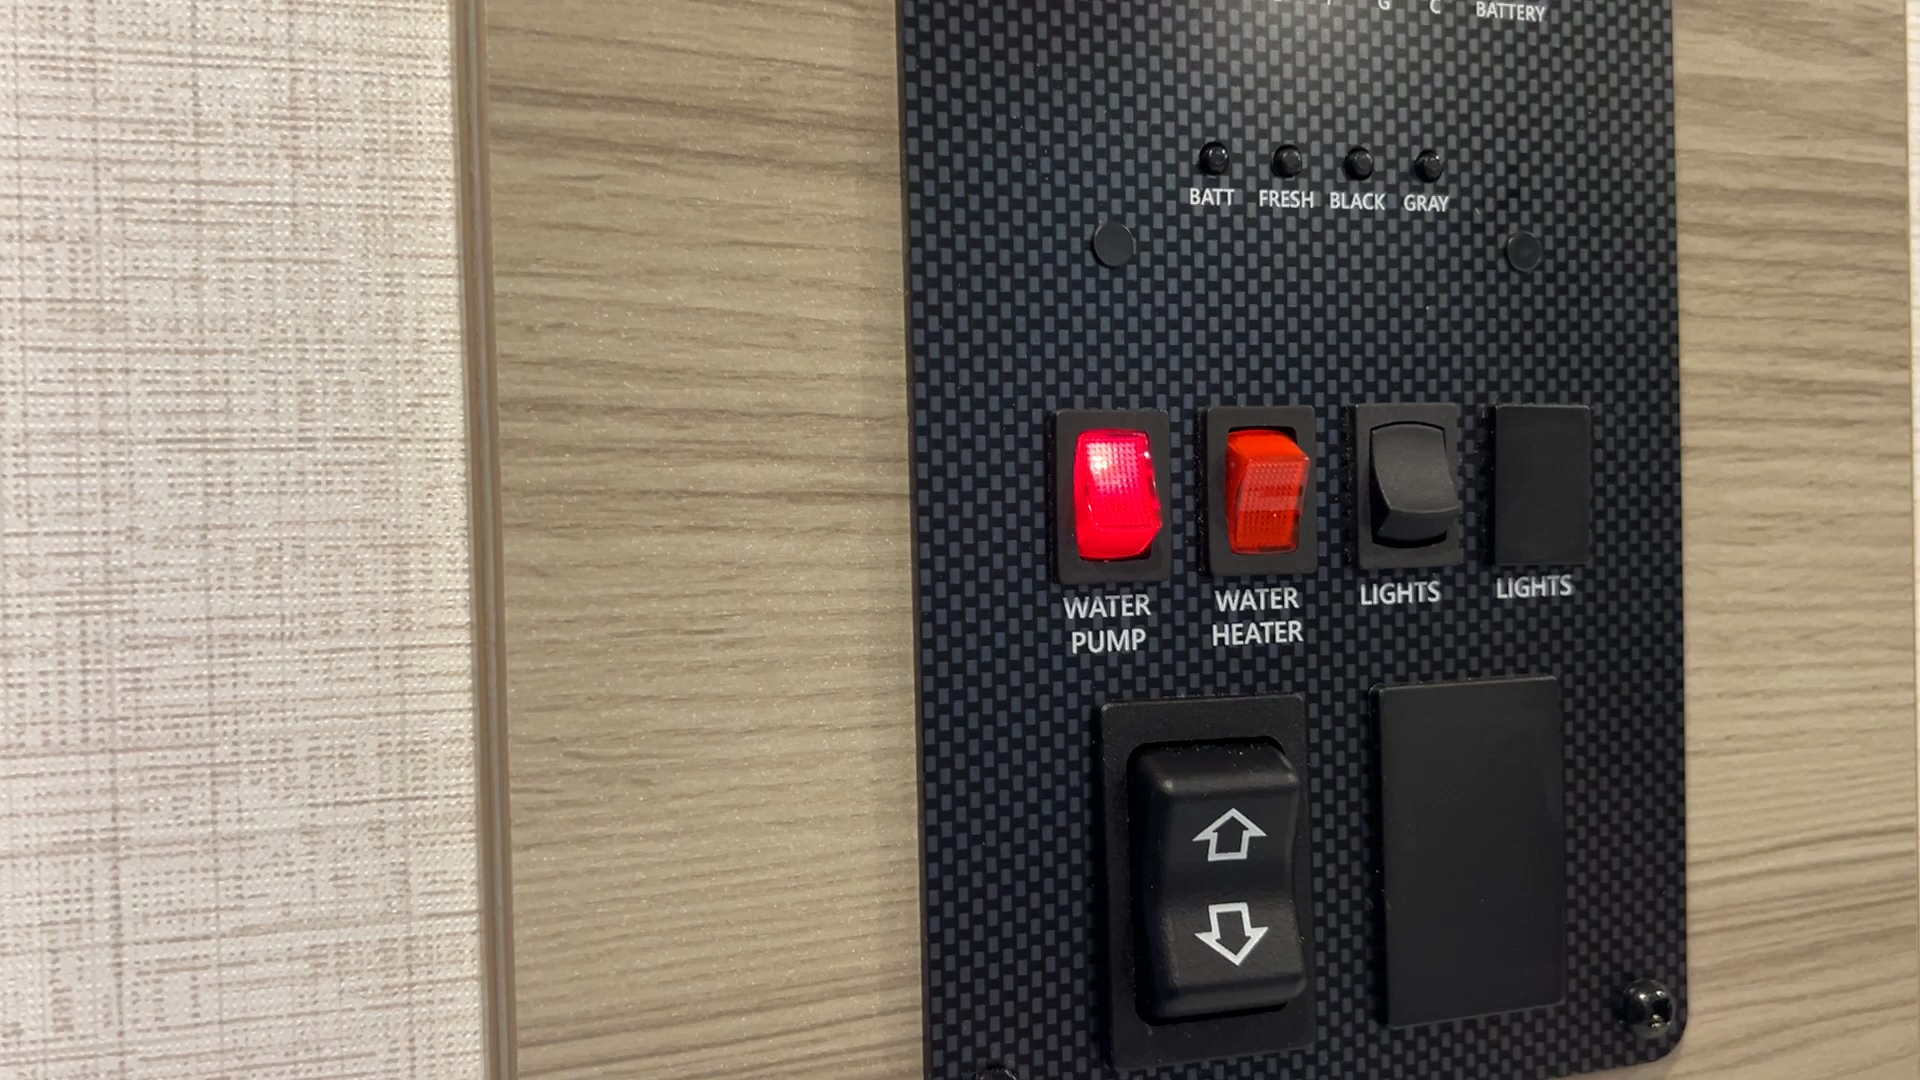 C BATTERY
BATT FRESH BLACK GRAY
WATER PUMP
WATER HEATER
LIGHTS
LIGHTS